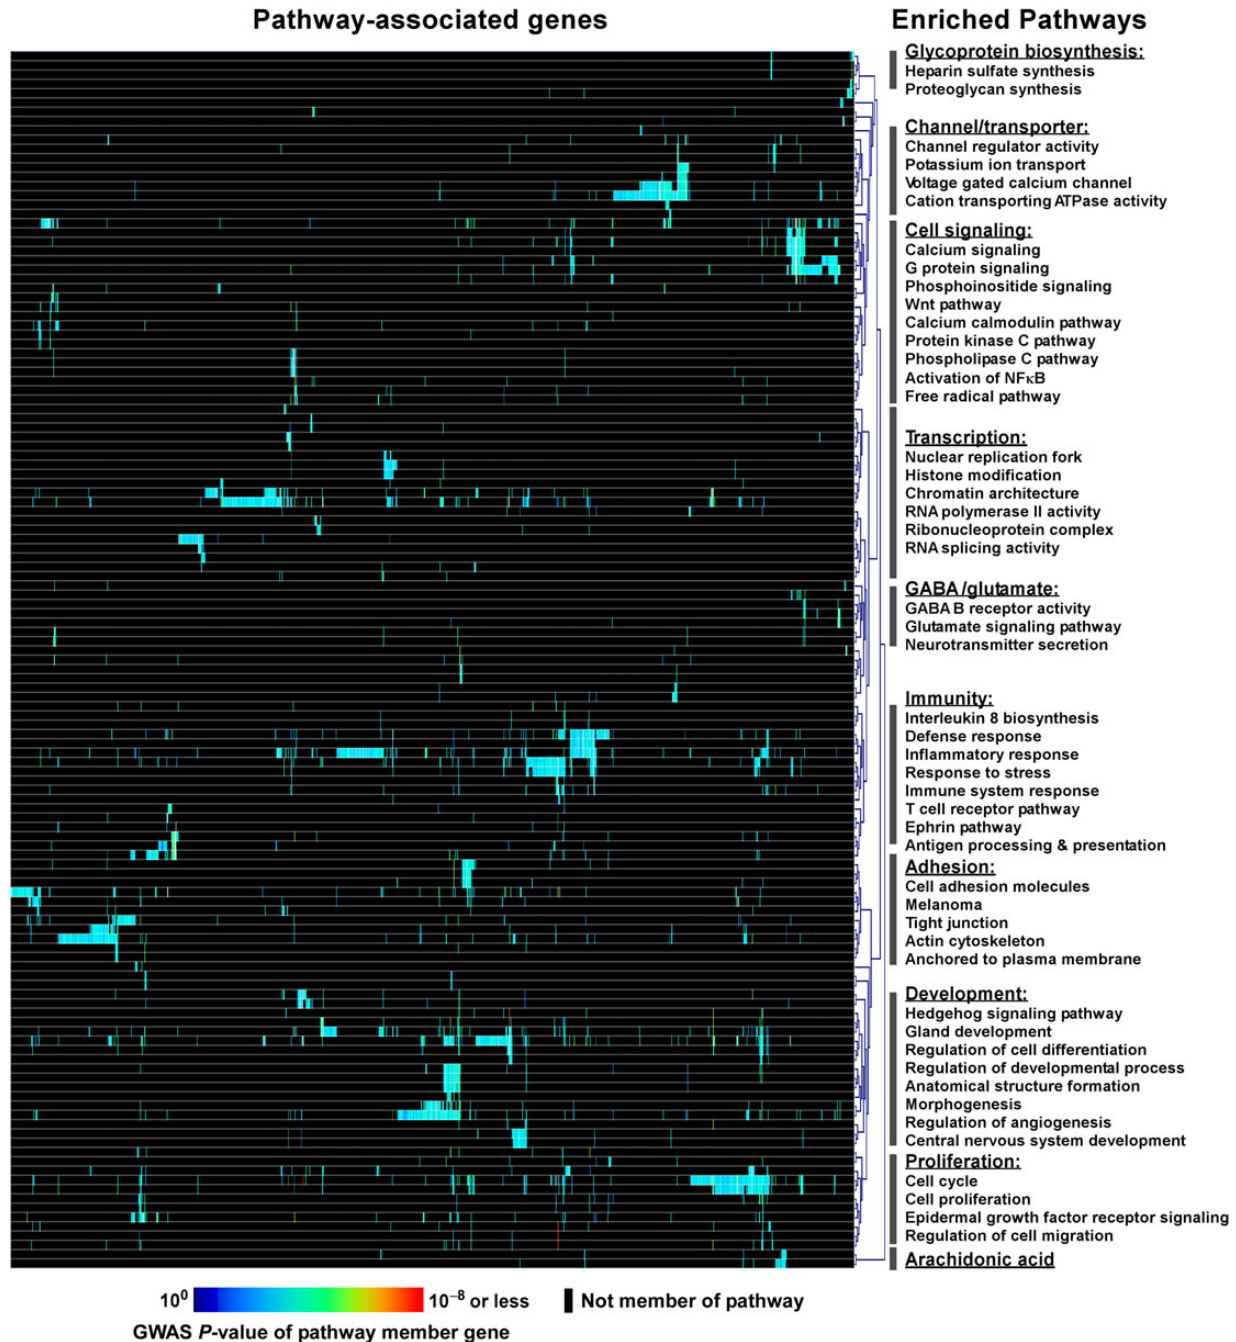 Pathway-associated genes
Enriched Pathways
Glycoprotein biosynthesis:
Heparin sulfate synthesis
Proteoglycan synthesis
Channel/transporter:
Channel regulator activity
Potassium ion transport
Voltage gated calcium channel
Cation transporting ATPase activity
Cell signaling:
Calcium signaling
G protein signaling
Phosphoinositide signaling
Wnt pathway
Calcium calmodulin pathway
Protein kinase C pathway
Phospholipase C pathway
Activation of NFκB
Free radical pathway
Transcription:
Nuclear replication fork
Histone modification
Chromatin architecture
RNA polymerase II activity
Ribonucleoprotein complex
RNA splicing activity
GABA/glutamate:
GABA B receptor activity
Glutamate signaling pathway
Neurotransmitter secretion
Immunity:
Interleukin 8 biosynthesis
Defense response
Inflammatory response
Response to stress
Immune system response
T cell receptor pathway
Ephrin pathway
Antigen processing & presentation
Adhesion:
Cell adhesion molecules
Melanoma
Tight junction
Actin cytoskeleton
Anchored to plasma membrane
Development:
Hedgehog signaling pathway
Gland development
Regulation of cell differentiation
Regulation of developmental process
Anatomical structure formation
Morphogenesis
Regulation of angiogenesis
Central nervous system development
Proliferation:
Cell cycle
Cell proliferation
Epidermal growth factor receptor signaling
Regulation of cell migration
Arachidonic acid
10⁰ 10⁻⁸ or less Not member of pathway
GWAS P-value of pathway member gene